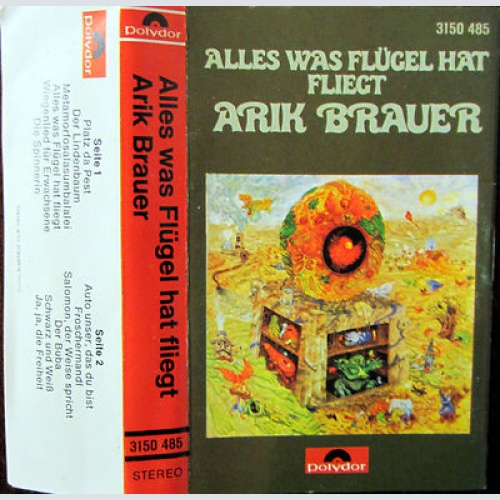 Polydor
Seite 1
Platz da Pest
Der Lindenbaum
Metamorfosalasumbalalei
Alles was Flügel hat fliegt
Wiegenlied für Erwachsene
Die Spinnerin
Seite 2
Auto unser, das du bist
Froschermandl
Salomon, der Weise spricht
Der Buba
Schwarz und Weiß
Ja, ja, die Freiheit
Polydor
Alles was Flügel hat fliegt
Arik Brauer
3150 485
STEREO
3150 485
ALLES WAS FLÜGEL HAT
FLIEGT
ARIK BRAUER
Polydor